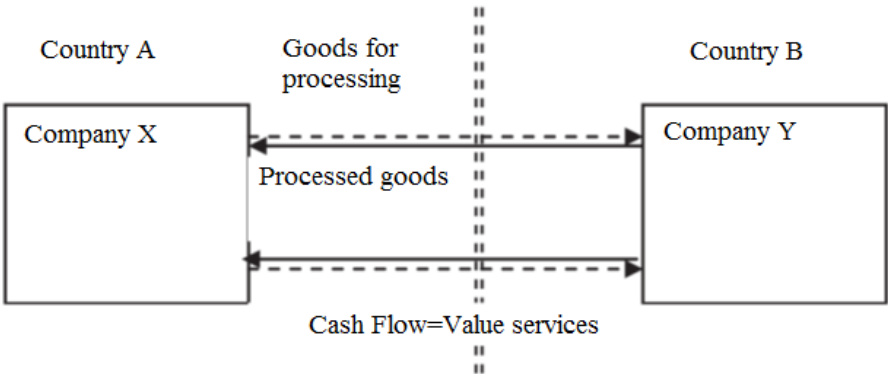 Country A
Goods for
processing
Country B
Company X
Company Y
Processed goods
Cash Flow=Value services